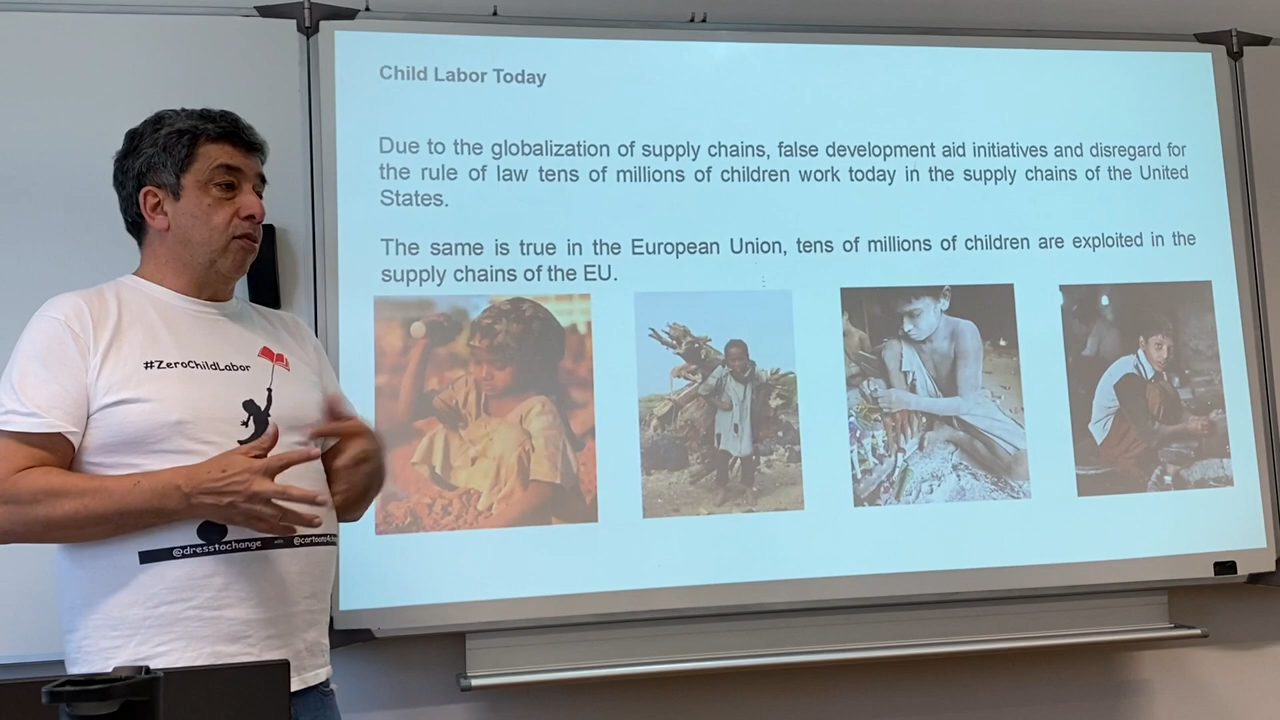 Child Labor Today
Due to the globalization of supply chains, false development aid initiatives and disregard for
the rule of law tens of millions of children work today in the supply chains of the United
States.
The same is true in the European Union, tens of millions of children are exploited in the
supply chains of the EU.
#ZeroChildLabor
@dresstochange